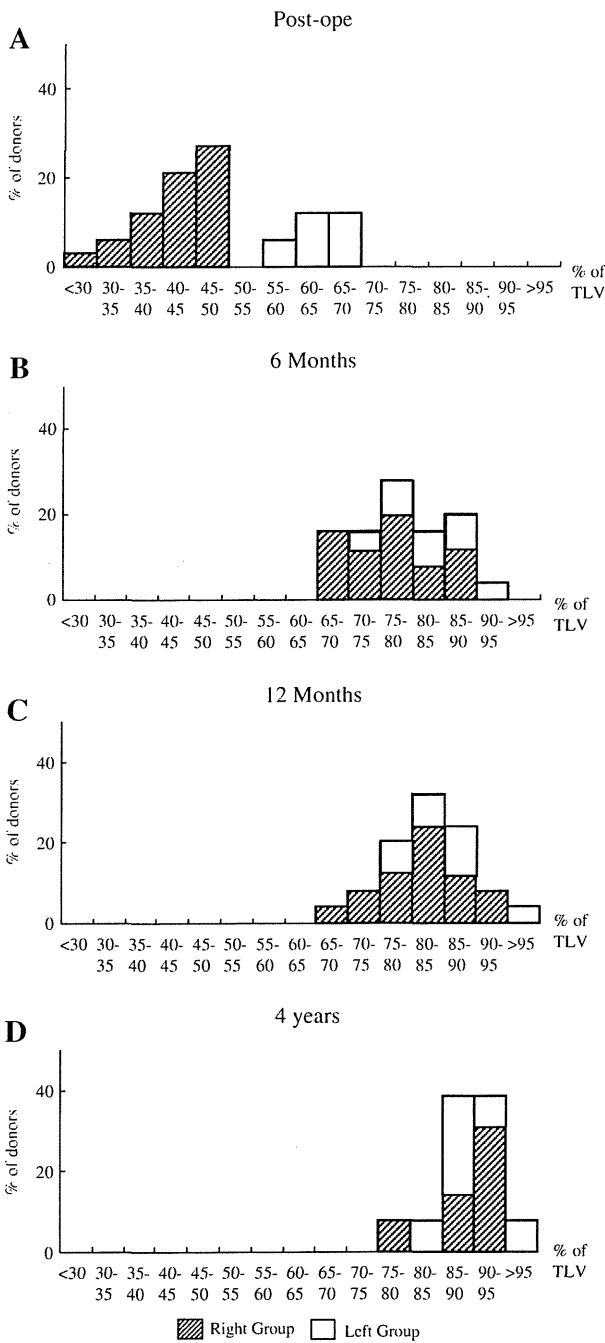 Post-ope
A
% of donors
40
20
0
<30 30- 35- 40- 45- 50- 55- 60- 65- 70- 75- 80- 85- 90- >95
35 40 45 50 55 60 65 70 75 80 85 90 95
% of
TLV
6 Months
B
% of donors
40
20
0
<30 30- 35- 40- 45- 50- 55- 60- 65- 70- 75- 80- 85- 90- >95
35 40 45 50 55 60 65 70 75 80 85 90 95
% of
TLV
12 Months
C
% of donors
40
20
0
<30 30- 35- 40- 45- 50- 55- 60- 65- 70- 75- 80- 85- 90- >95
35 40 45 50 55 60 65 70 75 80 85 90 95
% of
TLV
4 years
D
% of donors
40
20
0
<30 30- 35- 40- 45- 50- 55- 60- 65- 70- 75- 80- 85- 90- >95
35 40 45 50 55 60 65 70 75 80 85 90 95
% of
TLV
Right Group Left Group